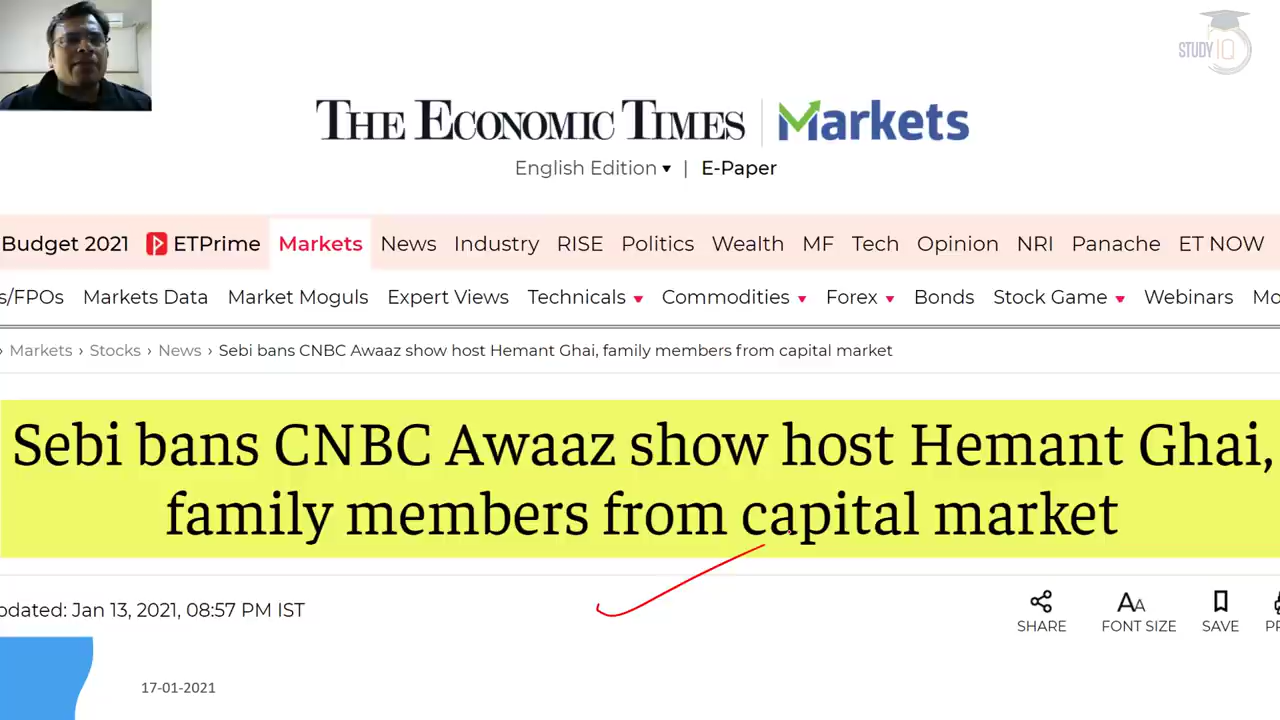 STUDY IQ
THE ECONOMIC TIMES Markets
English Edition | E-Paper
Budget 2021 ETPrime Markets News Industry RISE Politics Wealth MF Tech Opinion NRI Panache ET NOW
s/FPOs Markets Data Market Moguls Expert Views Technicals Commodities Forex Bonds Stock Game Webinars Mo
› Markets › Stocks › News › Sebi bans CNBC Awaaz show host Hemant Ghai, family members from capital market
Sebi bans CNBC Awaaz show host Hemant Ghai,
family members from capital market
pdated: Jan 13, 2021, 08:57 PM IST
SHARE FONT SIZE SAVE PR
17-01-2021